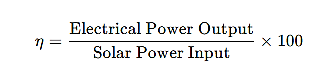 η = Electrical Power Output / Solar Power Input × 100